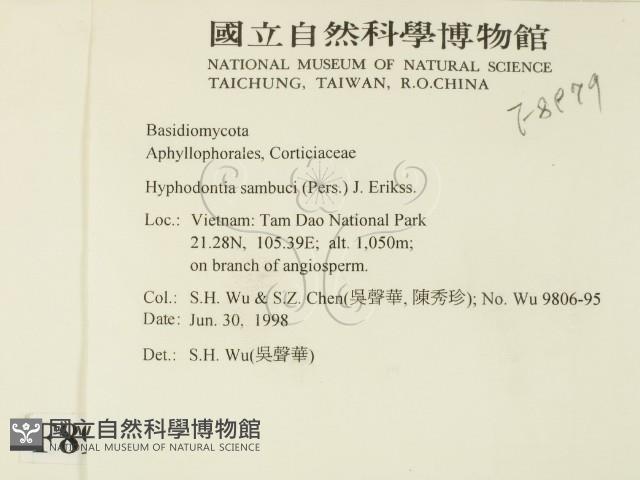 國立自然科學博物館
NATIONAL MUSEUM OF NATURAL SCIENCE
TAICHUNG, TAIWAN, R.O.CHINA
F-8979
Basidiomycota
Aphyllophorales, Corticiaceae
Hyphodontia sambuci (Pers.) J. Erikss.
Loc.: Vietnam: Tam Dao National Park
21.28N, 105.39E; alt. 1,050m;
on branch of angiosperm.
Col.: S.H. Wu & S.Z. Chen(吳聲華, 陳秀珍); No. Wu 9806-95
Date: Jun. 30, 1998
Det.: S.H. Wu(吳聲華)
國立自然科學博物館
NATIONAL MUSEUM OF NATURAL SCIENCE